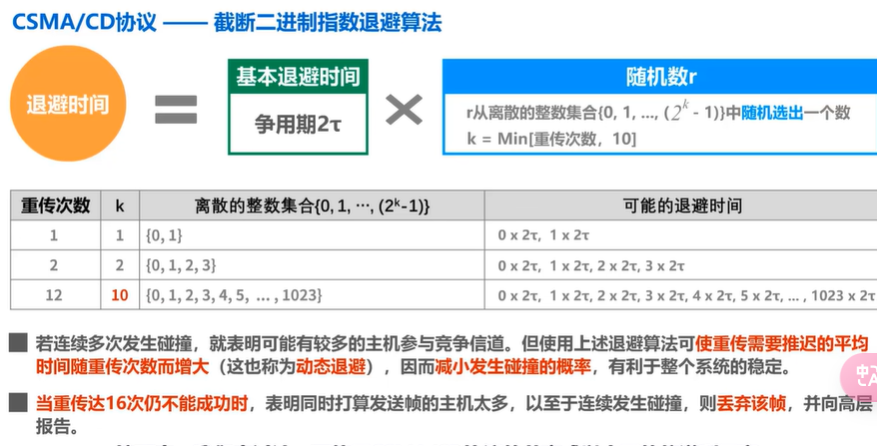 CSMA/CD协议 —— 截断二进制指数退避算法
退避时间
=
基本退避时间
争用期2τ
×
随机数r
r从离散的整数集合{0, 1, ..., (2^k - 1)}中随机选出一个数
k = Min[重传次数，10]
重传次数 k 离散的整数集合{0, 1, …, (2^k-1)} 可能的退避时间
1 1 {0, 1} 0 x 2τ, 1 x 2τ
2 2 {0, 1, 2, 3} 0 x 2τ, 1 x 2τ, 2 x 2τ, 3 x 2τ
12 10 {0, 1, 2, 3, 4, 5, ... , 1023} 0 x 2τ, 1 x 2τ, 2 x 2τ, 3 x 2τ, 4 x 2τ, 5 x 2τ, ... , 1023 x 2τ
若连续多次发生碰撞，就表明可能有较多的主机参与竞争信道。但使用上述退避算法可使重传需要推迟的平均
时间随重传次数而增大（这也称为动态退避），因而减小发生碰撞的概率，有利于整个系统的稳定。
当重传达16次仍不能成功时，表明同时打算发送帧的主机太多，以至于连续发生碰撞，则丢弃该帧，并向高层
报告。